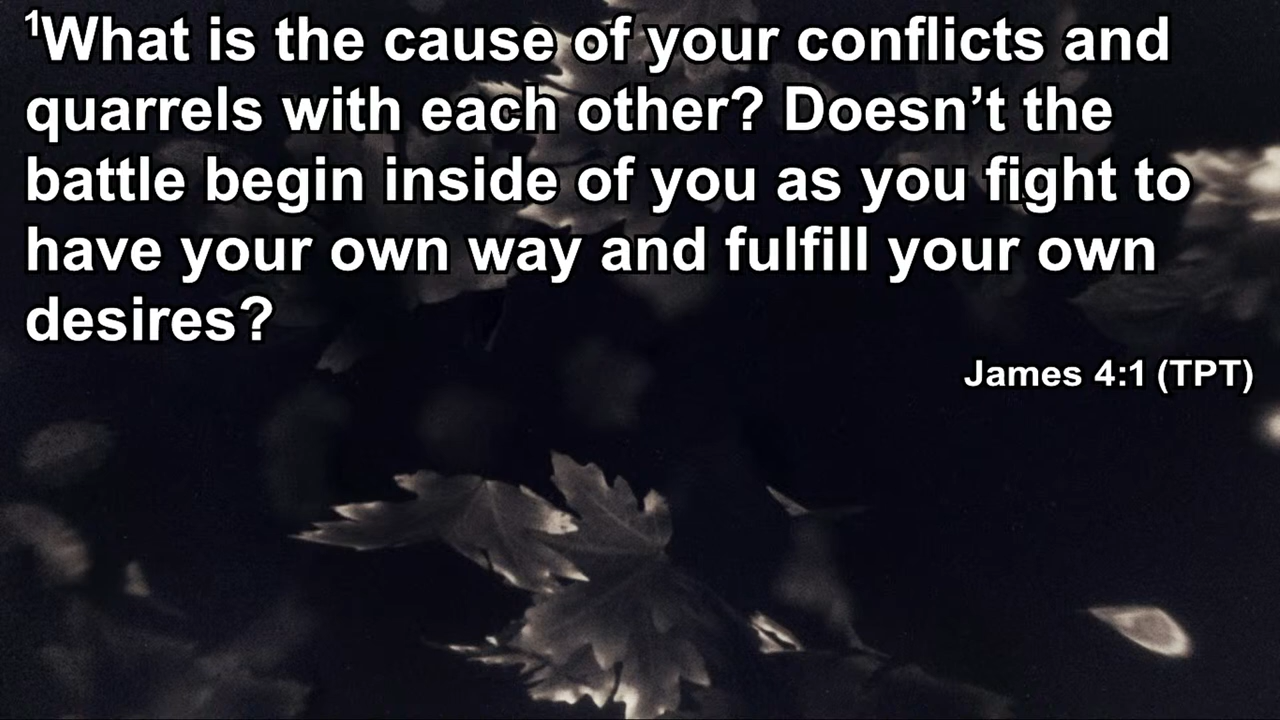 ¹What is the cause of your conflicts and
quarrels with each other? Doesn’t the
battle begin inside of you as you fight to
have your own way and fulfill your own
desires?
James 4:1 (TPT)